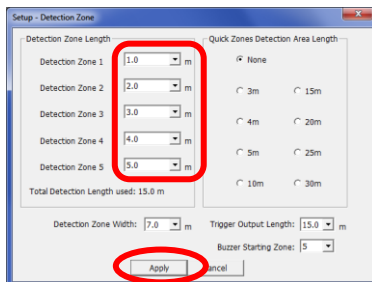 Setup - Detection Zone
Detection Zone Length
Detection Zone 1 1.0 m
Detection Zone 2 2.0 m
Detection Zone 3 3.0 m
Detection Zone 4 4.0 m
Detection Zone 5 5.0 m
Total Detection Length used: 15.0 m
Quick Zones Detection Area Length
None
3m 15m
4m 20m
5m 25m
10m 30m
Detection Zone Width: 7.0 m
Trigger Output Length: 15.0 m
Buzzer Starting Zone: 5
Apply ancel